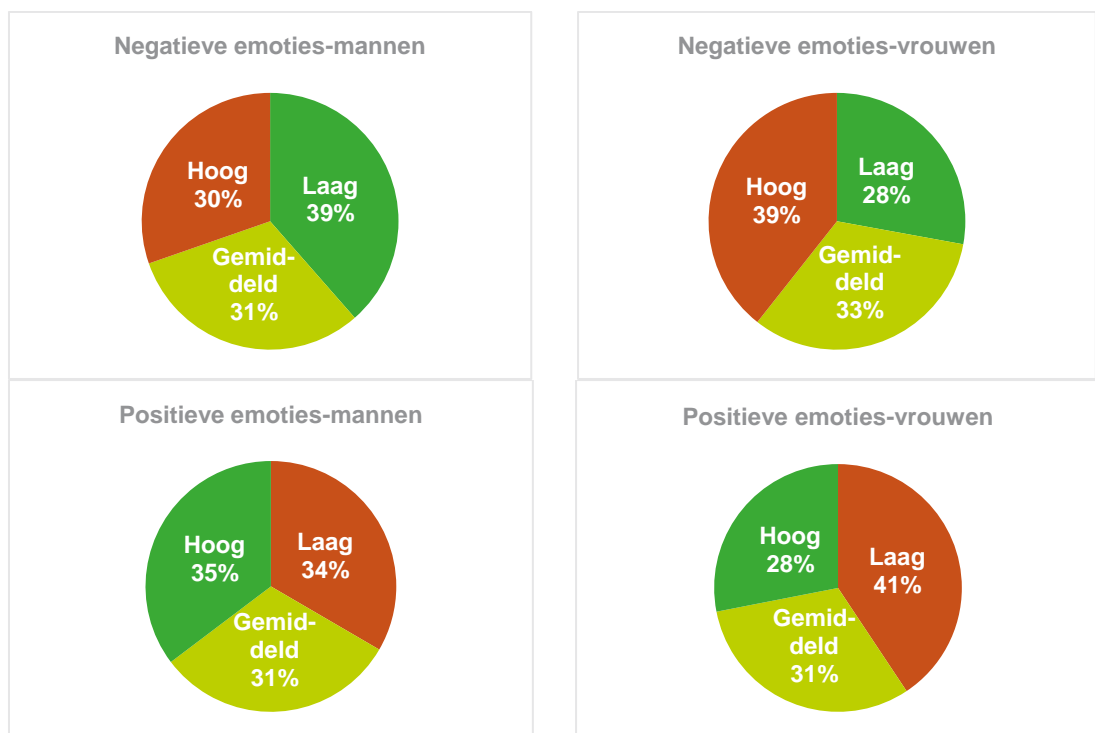 Negatieve emoties-mannen
Hoog
30%
Laag
39%
Gemid-
deld
31%
Negatieve emoties-vrouwen
Hoog
39%
Laag
28%
Gemid-
deld
33%
Positieve emoties-mannen
Hoog
35%
Laag
34%
Gemid-
deld
31%
Positieve emoties-vrouwen
Hoog
28%
Laag
41%
Gemid-
deld
31%